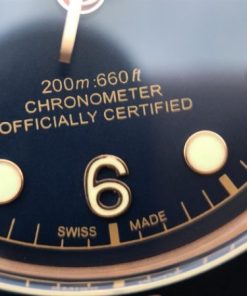 200m:660ft
CHRONOMETER
OFFICIALLY CERTIFIED
6
SWISS MADE